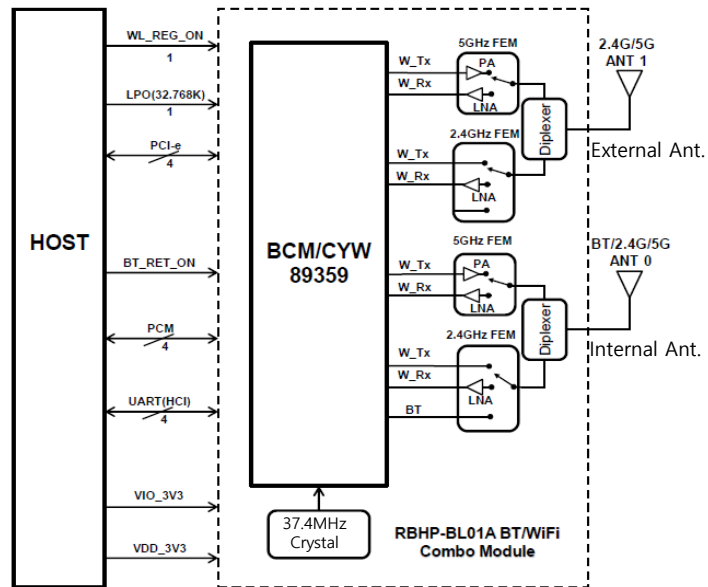 WL_REG_ON
1
LPO(32.768K)
1
PCI-e
4
HOST
BT_RET_ON
PCM
4
UART(HCI)
4
VIO_3V3
VDD_3V3
BCM/CYW
89359
37.4MHz
Crystal
W_Tx
W_Rx
5GHz FEM
PA
LNA
W_Tx
W_Rx
2.4GHz FEM
LNA
Diplexer
2.4G/5G
ANT 1
External Ant.
W_Tx
W_Rx
5GHz FEM
PA
LNA
W_Tx
W_Rx
BT
2.4GHz FEM
LNA
Diplexer
BT/2.4G/5G
ANT 0
Internal Ant.
RBHP-BL01A BT/WiFi
Combo Module